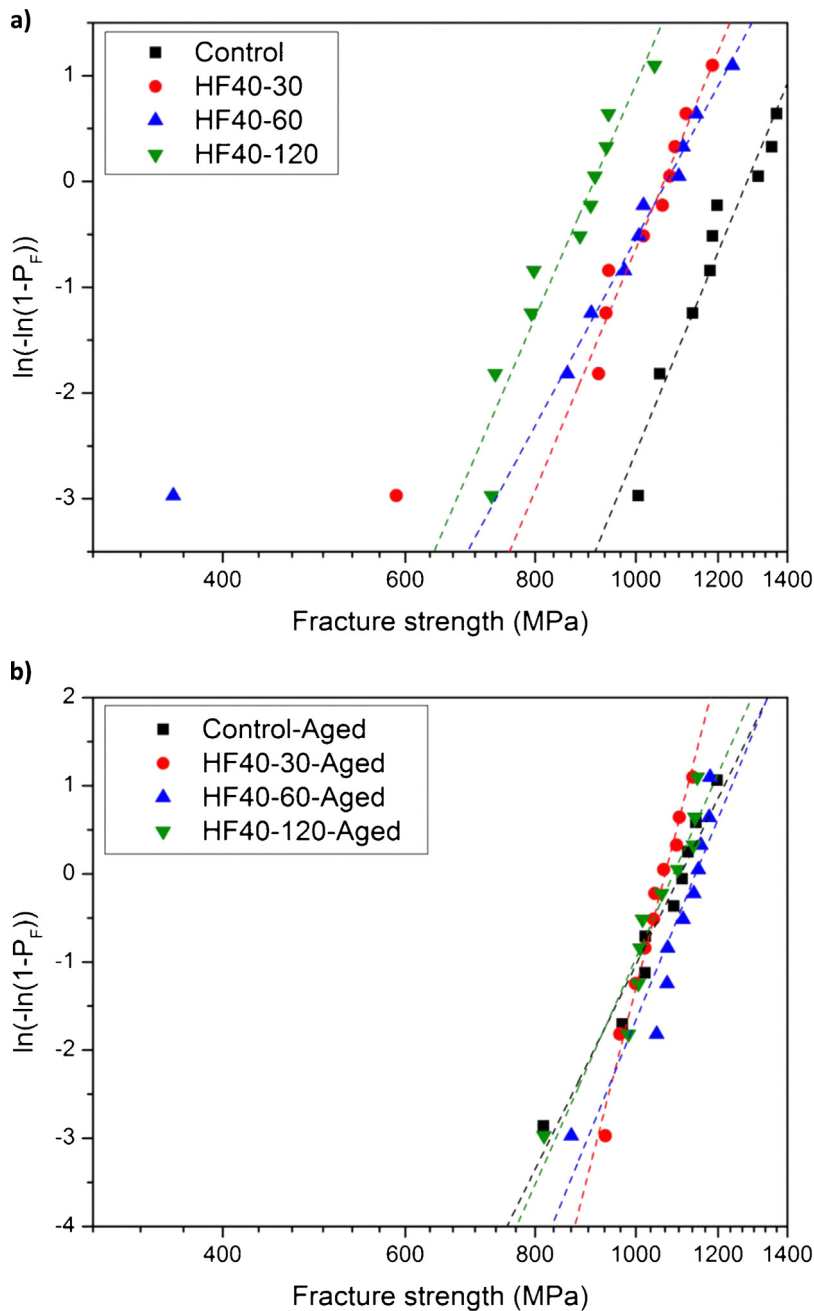 a)
Control
HF40-30
HF40-60
HF40-120
1
0
-1
-2
-3
ln(-ln(1-P_F))
400 600 800 1000 1200 1400
Fracture strength (MPa)
b)
2
Control-Aged
HF40-30-Aged
HF40-60-Aged
HF40-120-Aged
1
0
-1
-2
-3
-4
ln(-ln(1-P_F))
400 600 800 1000 1200 1400
Fracture strength (MPa)